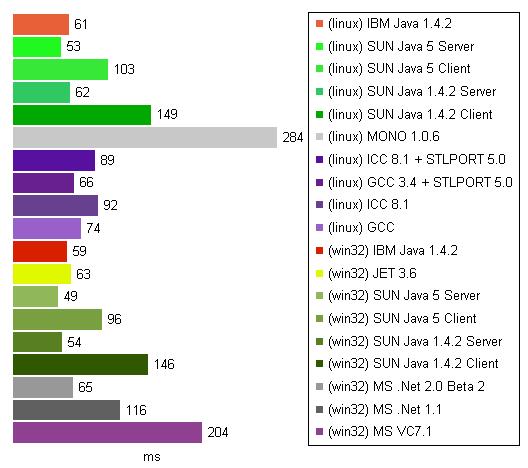 61 (linux) IBM Java 1.4.2
53 (linux) SUN Java 5 Server
103 (linux) SUN Java 5 Client
62 (linux) SUN Java 1.4.2 Server
149 (linux) SUN Java 1.4.2 Client
284 (linux) MONO 1.0.6
89 (linux) ICC 8.1 + STLPORT 5.0
66 (linux) GCC 3.4 + STLPORT 5.0
92 (linux) ICC 8.1
74 (linux) GCC
59 (win32) IBM Java 1.4.2
63 (win32) JET 3.6
49 (win32) SUN Java 5 Server
96 (win32) SUN Java 5 Client
54 (win32) SUN Java 1.4.2 Server
146 (win32) SUN Java 1.4.2 Client
65 (win32) MS .Net 2.0 Beta 2
116 (win32) MS .Net 1.1
204 (win32) MS VC7.1
ms